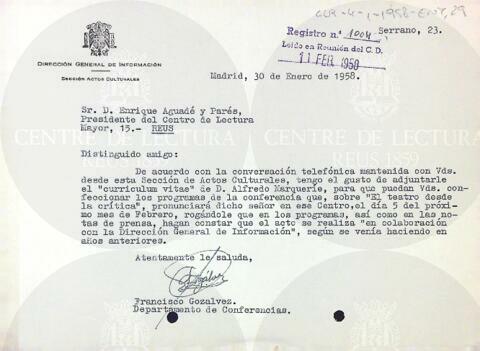 CLR-4-1-1958-ENT, 29
Registro n.º 1004 Serrano, 23.
Leído en Reunión del C. D.
11 FEB 1958
DIRECCIÓN GENERAL DE INFORMACIÓN
SECCIÓN ACTOS CULTURALES
Madrid, 30 de Enero de 1958.
Sr. D. Enrique Aguadé y Parés,
Presidente del Centro de Lectura
Mayor, 15.- REUS
Distinguido amigo:
De acuerdo con la conversación telefónica mantenida con Vds.
desde esta Sección de Actos Culturales, tengo el gusto de adjuntarle
el "curriculum vitae" de D. Alfredo Marquerie, para que puedan Vds. con-
feccionar los programas de la conferencia que, sobre "El teatro desde
la crítica", pronunciará dicho señor en ese Centro,el día 5 del próxi-
mo mes de Febrero, rogándole que en los programas, así como en las no-
tas de prensa, hagan constar que el acto se realiza "en colaboración
con la Dirección General de Información", según se venía haciendo en
años anteriores.
Atentamente le saluda,
Francisco Gozalvez.
Departamento de Conferencias.
CENTRE DE LECTURA
REUS 1859
CENTRE DE LECTURA
REUS 1859